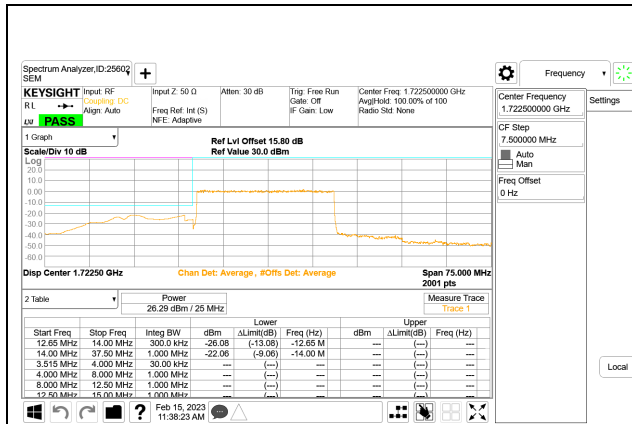 Spectrum Analyzer,ID:25602
SEM
+
Frequency
KEYSIGHT
Input: RF
Coupling: DC
Align: Auto
Input Z: 50 Ω
Freq Ref: Int (S)
NFE: Adaptive
Atten: 30 dB
Trig: Free Run
Gate: Off
IF Gain: Low
Center Freq: 1.722500000 GHz
Avg|Hold: 100.00% of 100
Radio Std: None
R L
LXI
PASS
Center Frequency
1.722500000 GHz
Settings
CF Step
7.500000 MHz
Auto
Man
Freq Offset
0 Hz
Local
1 Graph
Scale/Div 10 dB
Ref Lvl Offset 15.80 dB
Ref Value 30.0 dBm
Log
20.0
10.0
0.00
-10.0
-20.0
-30.0
-40.0
-50.0
-60.0
Disp Center 1.72250 GHz
Chan Det: Average, #Offs Det: Average
Span 75.000 MHz
2001 pts
2 Table
Power
26.29 dBm / 25 MHz
Measure Trace
Trace 1
Lower Upper
Start Freq Stop Freq Integ BW dBm ΔLimit(dB) Freq (Hz) dBm ΔLimit(dB) Freq (Hz)
12.65 MHz 14.00 MHz 300.0 kHz -26.08 (-13.08) -12.65 M --- (---) ---
14.00 MHz 37.50 MHz 1.000 MHz -22.06 (-9.06) -14.00 M --- (---) ---
3.515 MHz 4.000 MHz 30.00 kHz --- (---) --- --- (---) ---
4.000 MHz 8.000 MHz 1.000 MHz --- (---) --- --- (---) ---
8.000 MHz 12.50 MHz 1.000 MHz --- (---) --- --- (---) ---
12.50 MHz 15.00 MHz 1.000 MHz --- (---) --- --- (---) ---
?
Feb 15, 2023
11:38:23 AM